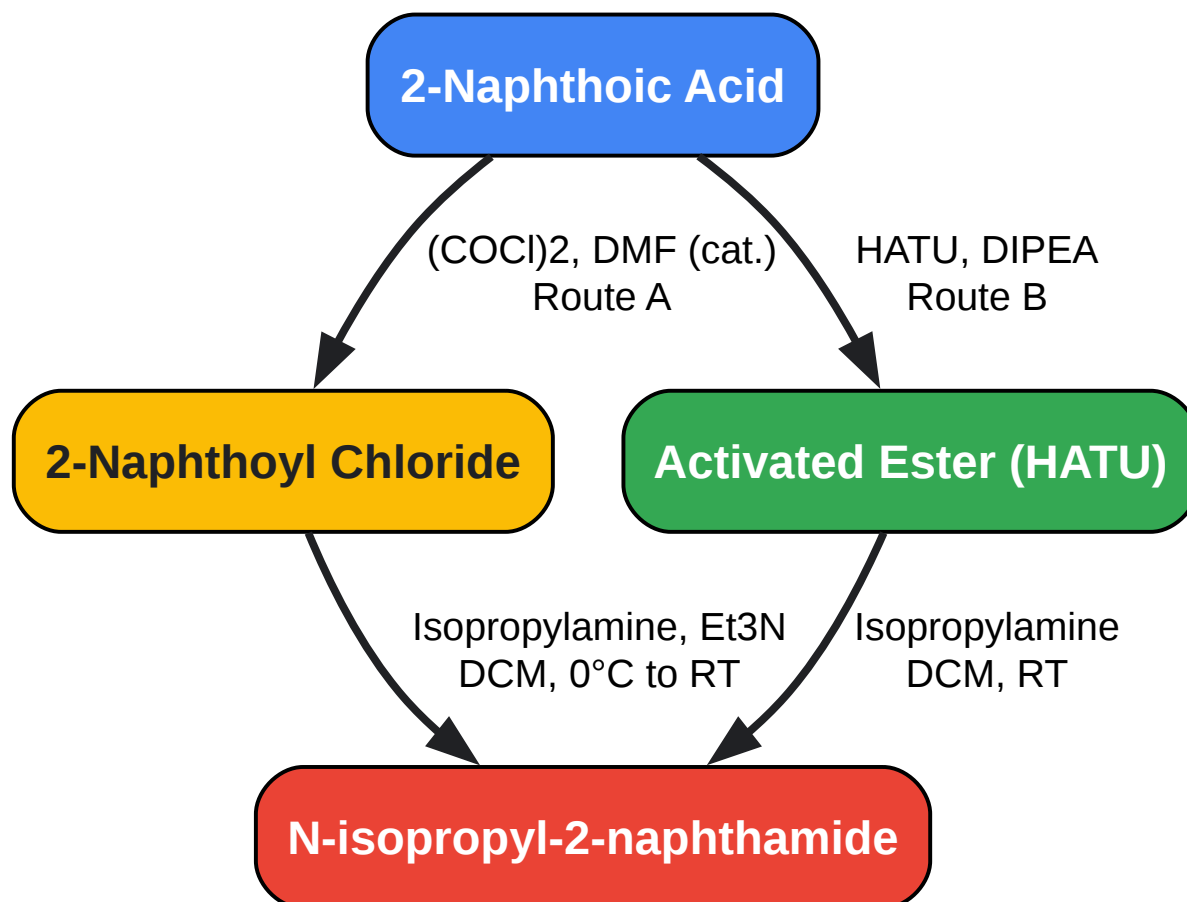 2-Naphthoic Acid
(COCl)2, DMF (cat.)
Route A
HATU, DIPEA
Route B
2-Naphthoyl Chloride
Activated Ester (HATU)
Isopropylamine, Et3N
DCM, 0°C to RT
Isopropylamine
DCM, RT
N-isopropyl-2-naphthamide